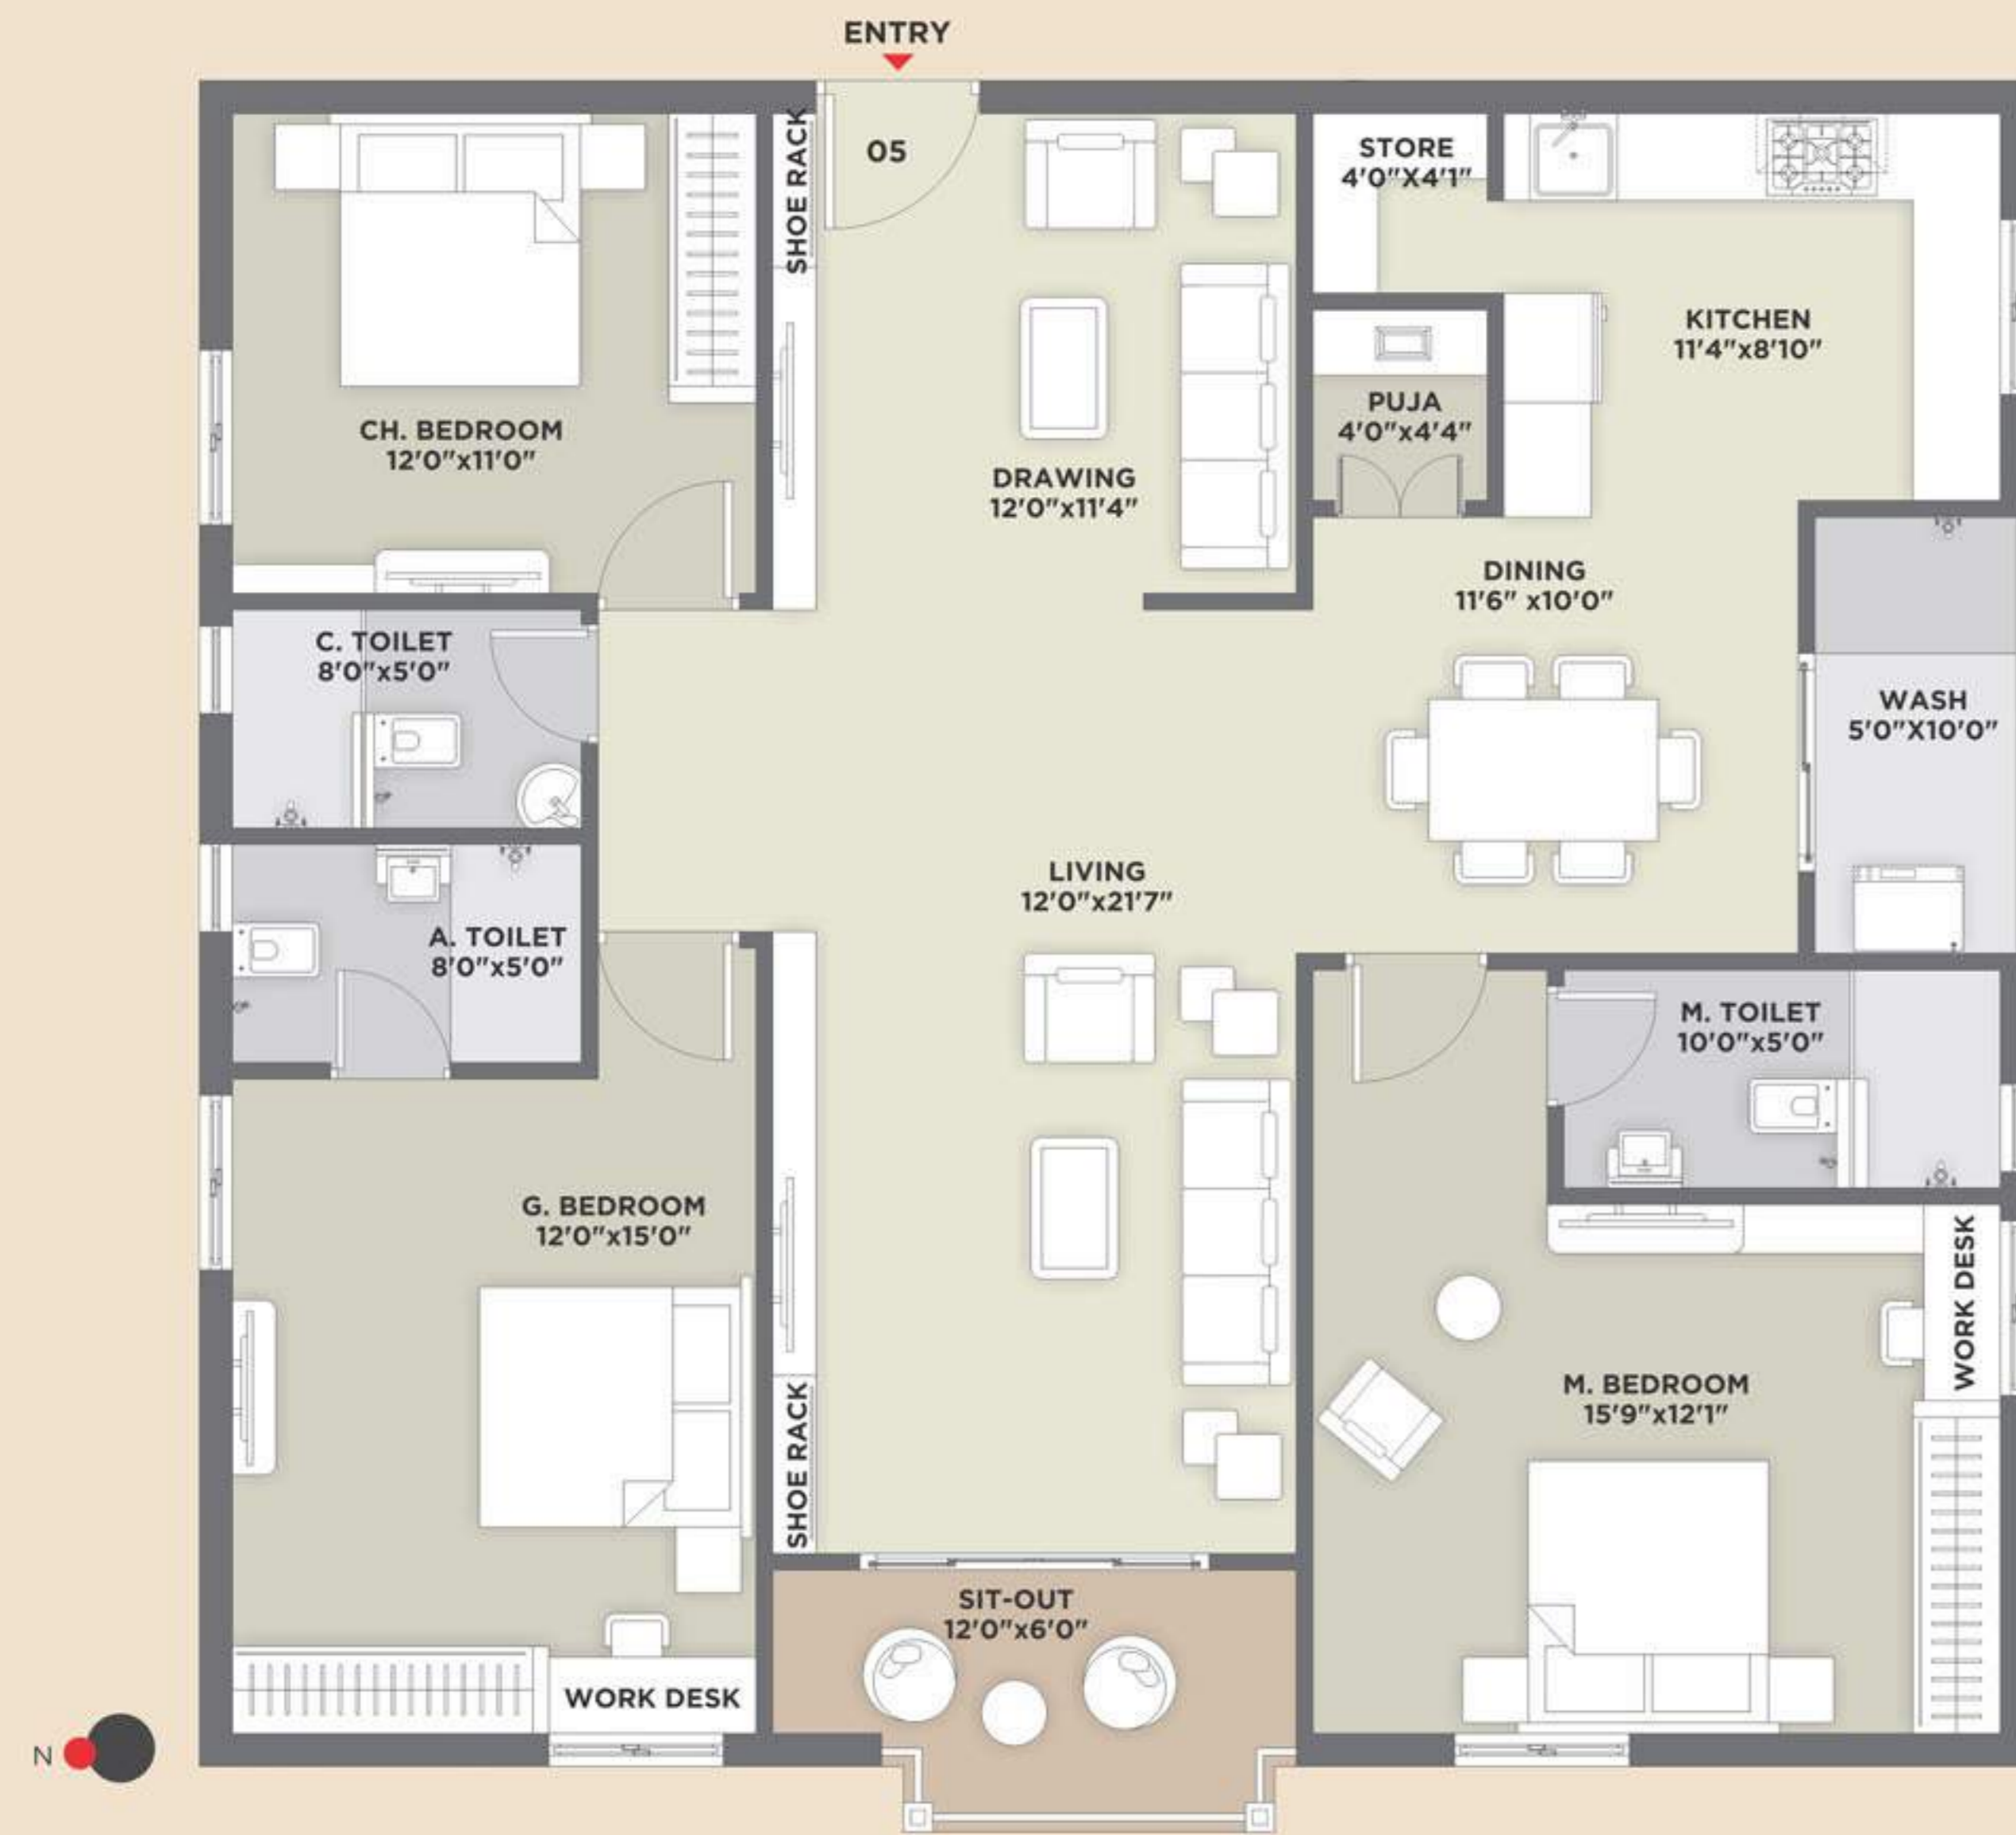 ENTRY
SHOE RACK
05
STORE
4'0"X4'1"
KITCHEN
11'4"x8'10"
CH. BEDROOM
12'0"x11'0"
DRAWING
12'0"x11'4"
PUJA
4'0"x4'4"
DINING
11'6" x10'0"
C. TOILET
8'0"x5'0"
WASH
5'0"X10'0"
LIVING
12'0"x21'7"
A. TOILET
8'0"x5'0"
M. TOILET
10'0"x5'0"
G. BEDROOM
12'0"x15'0"
WORK DESK
M. BEDROOM
15'9"x12'1"
SHOE RACK
SIT-OUT
12'0"x6'0"
WORK DESK
N